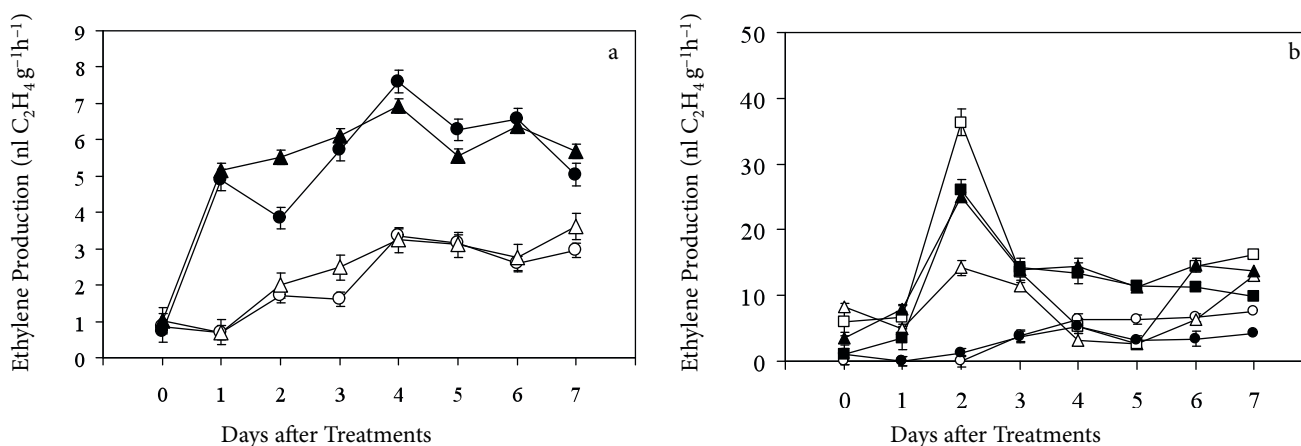 Ethylene Production (nl C₂H₄ g⁻¹h⁻¹)
9
8
7
6
5
4
3
2
1
0
a
0 1 2 3 4 5 6 7
Days after Treatments
Ethylene Production (nl C₂H₄ g⁻¹h⁻¹)
50
40
30
20
10
0
b
0 1 2 3 4 5 6 7
Days after Treatments